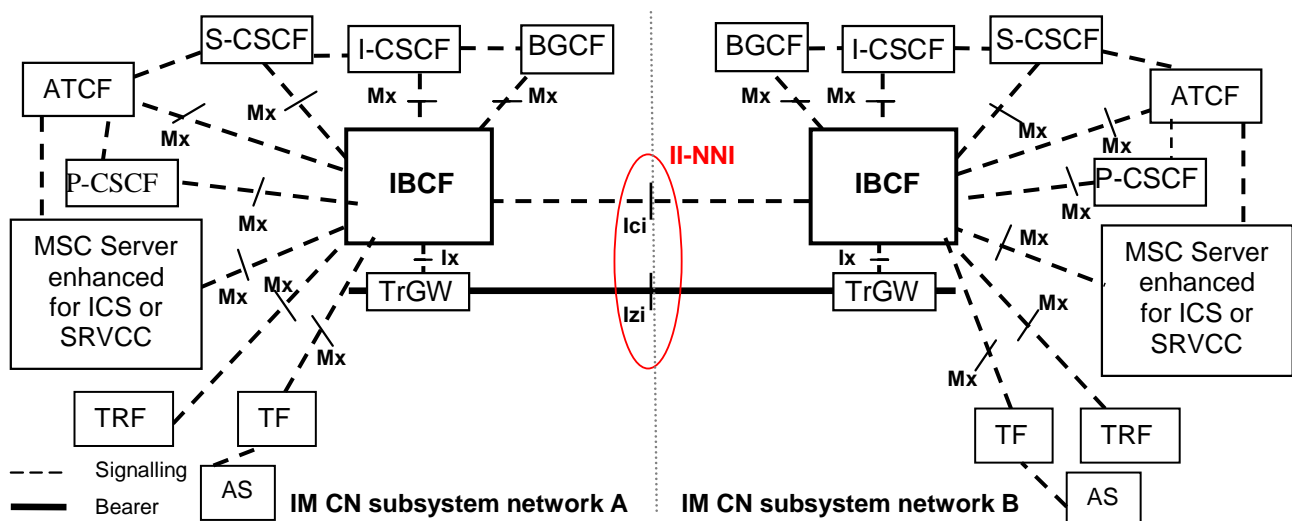 S-CSCF
I-CSCF
BGCF
BGCF
I-CSCF
S-CSCF
ATCF
ATCF
Mx
Mx
Mx
Mx
Mx
Mx
Mx
Mx
Mx
II-NNI
P-CSCF
IBCF
IBCF
P-CSCF
Mx
Ici
Mx
MSC Server
enhanced
for ICS or
SRVCC
Mx
Mx
Ix
Ix
Mx
MSC Server
enhanced
for ICS or
SRVCC
TrGW
TrGW
Izi
Mx
Mx
Mx
TRF
TF
TF
TRF
Signalling
AS
AS
Bearer
IM CN subsystem network A
IM CN subsystem network B